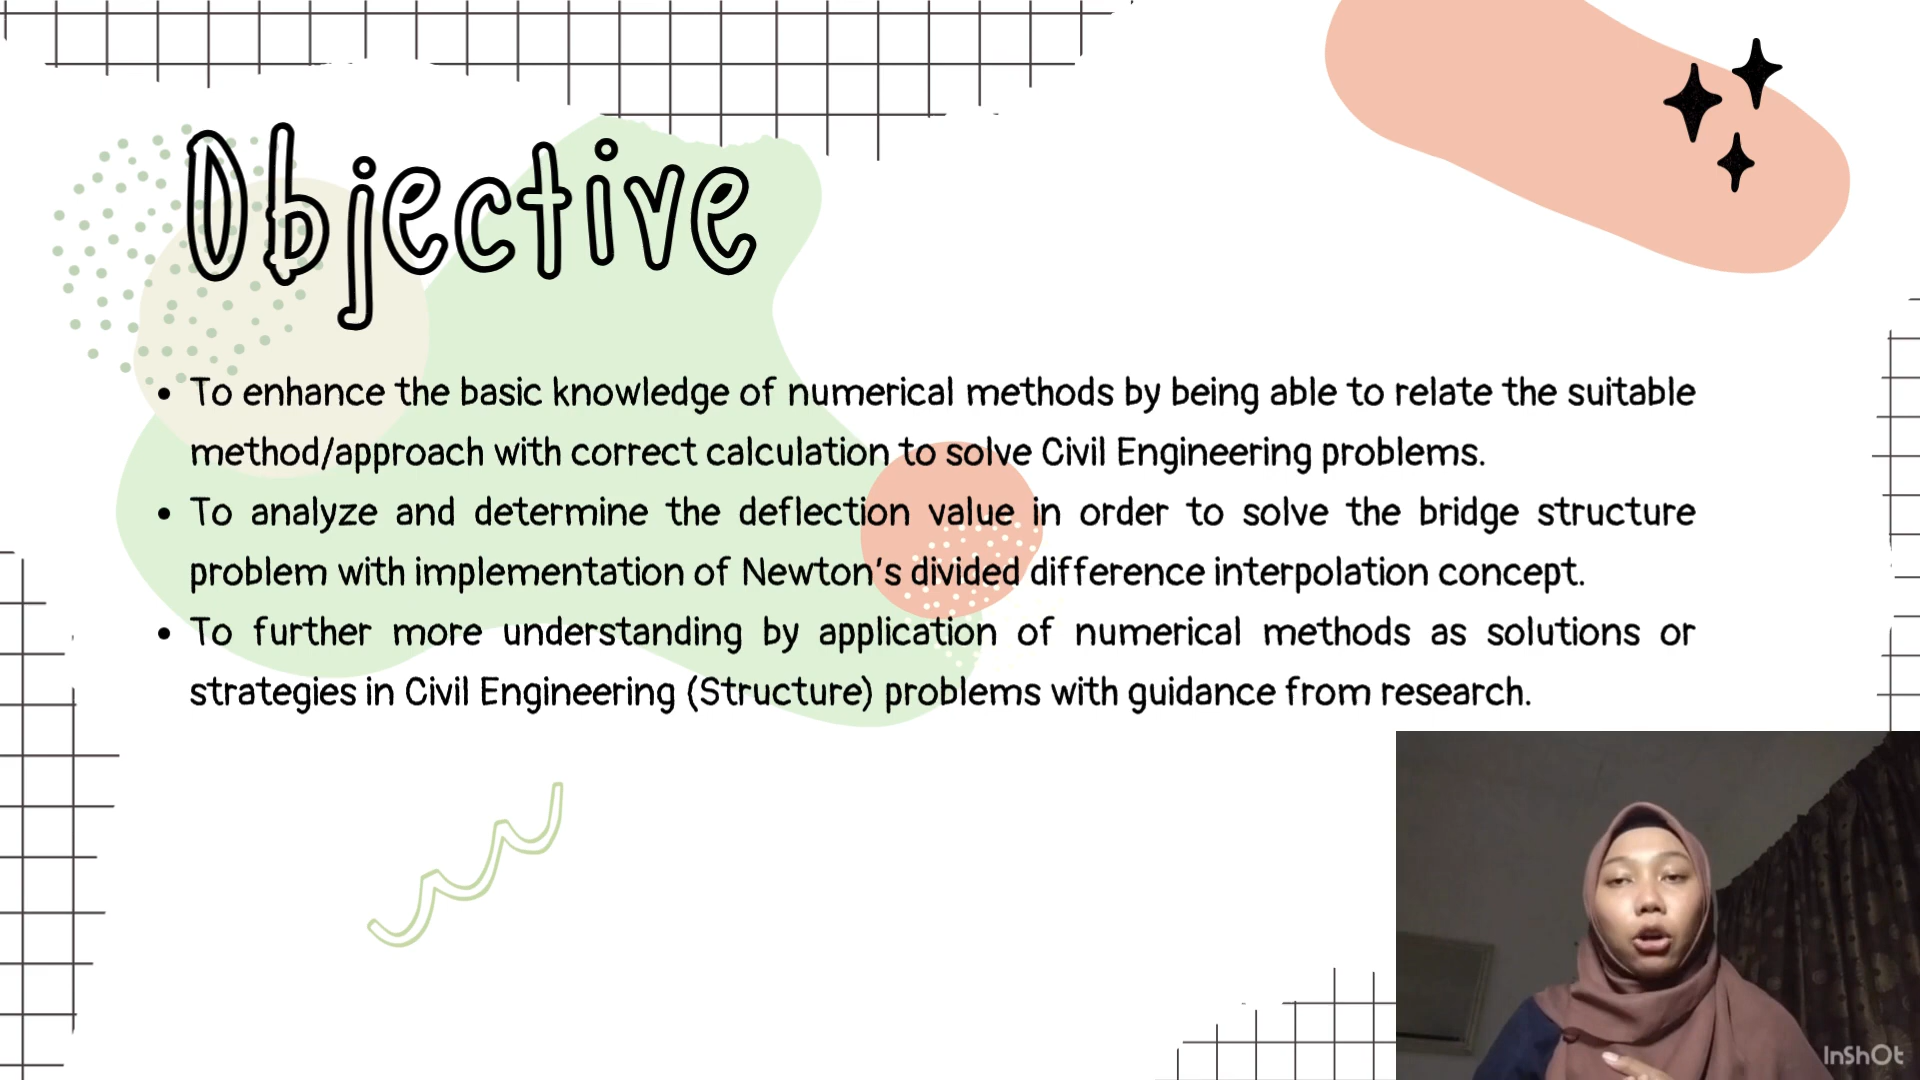 Objective
• To enhance the basic knowledge of numerical methods by being able to relate the suitable
method/approach with correct calculation to solve Civil Engineering problems.
• To analyze and determine the deflection value in order to solve the bridge structure
problem with implementation of Newton's divided difference interpolation concept.
• To further more understanding by application of numerical methods as solutions or
strategies in Civil Engineering (Structure) problems with guidance from research.
InShOt